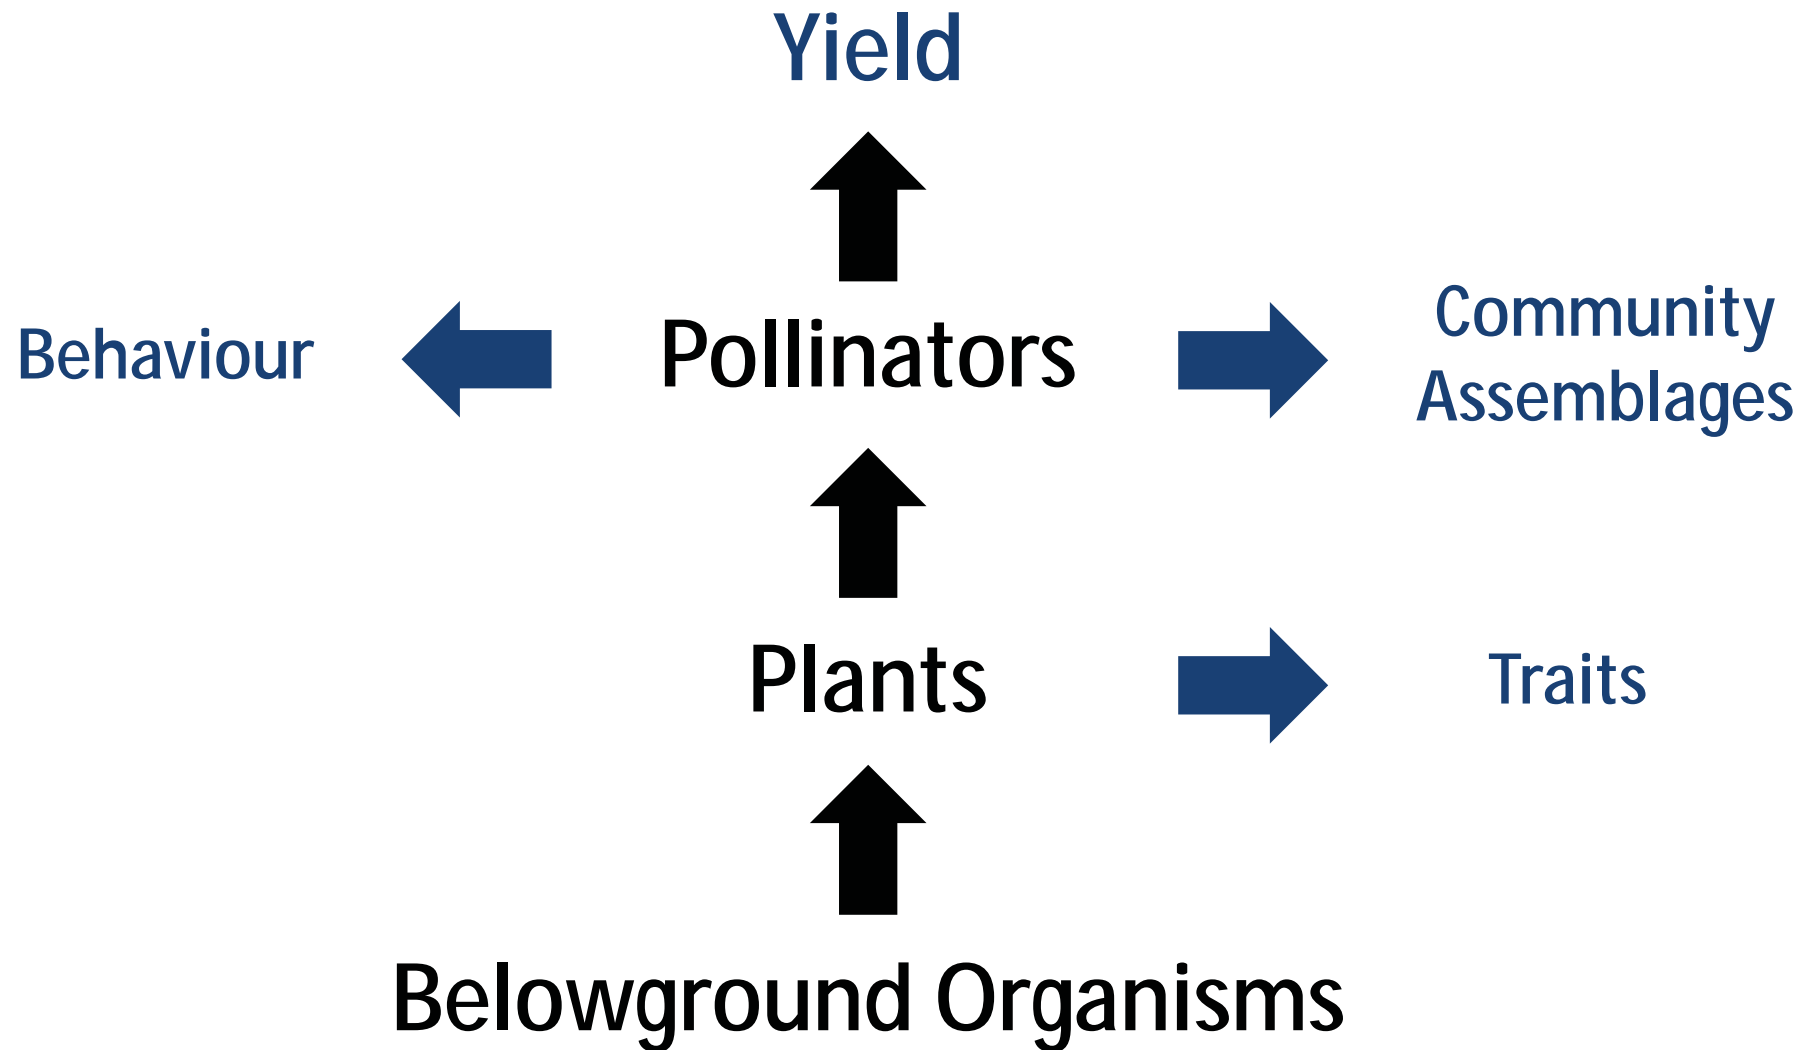 Yield
Behaviour
Pollinators
Community
Assemblages
Plants
Traits
Belowground Organisms